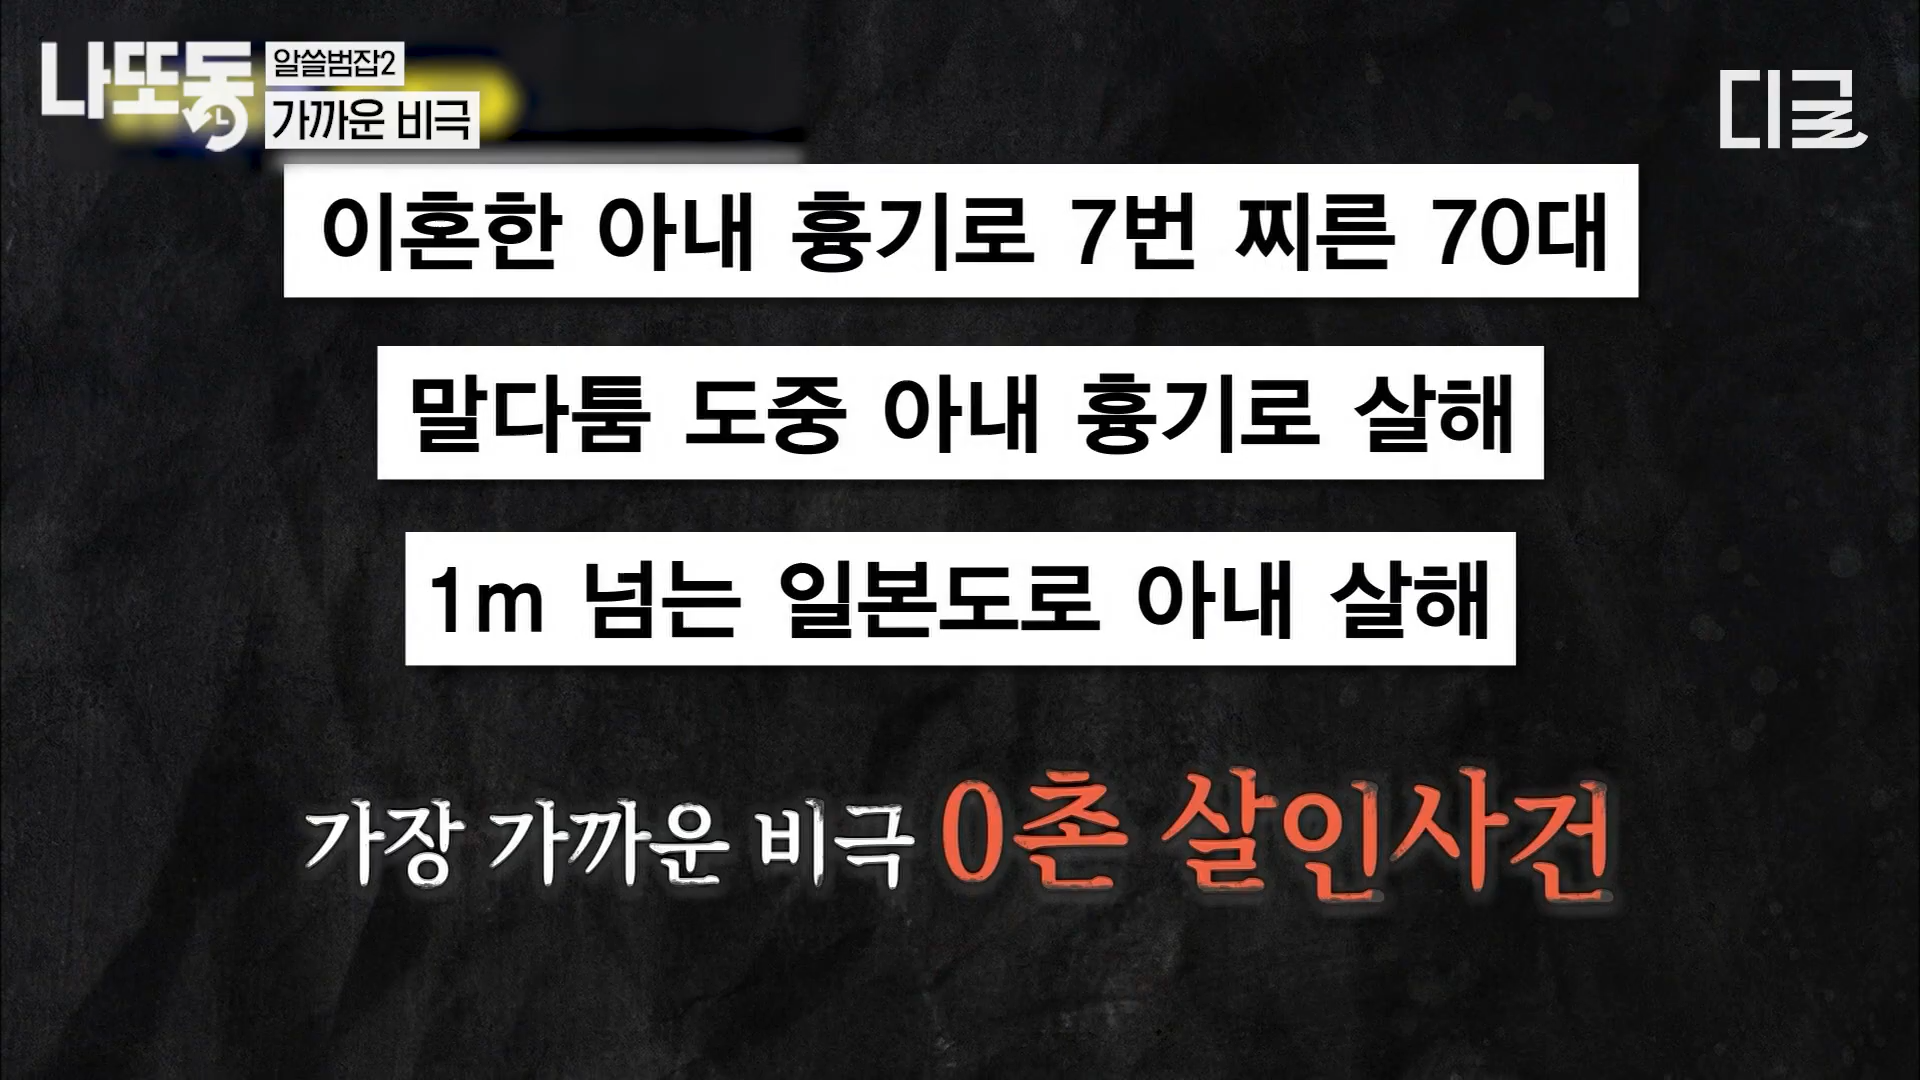 나또동
알쓸범잡2
가까운 비극
디글
이혼한 아내 흉기로 7번 찌른 70대
말다툼 도중 아내 흉기로 살해
1m 넘는 일본도로 아내 살해
가장 가까운 비극 0촌 살인사건